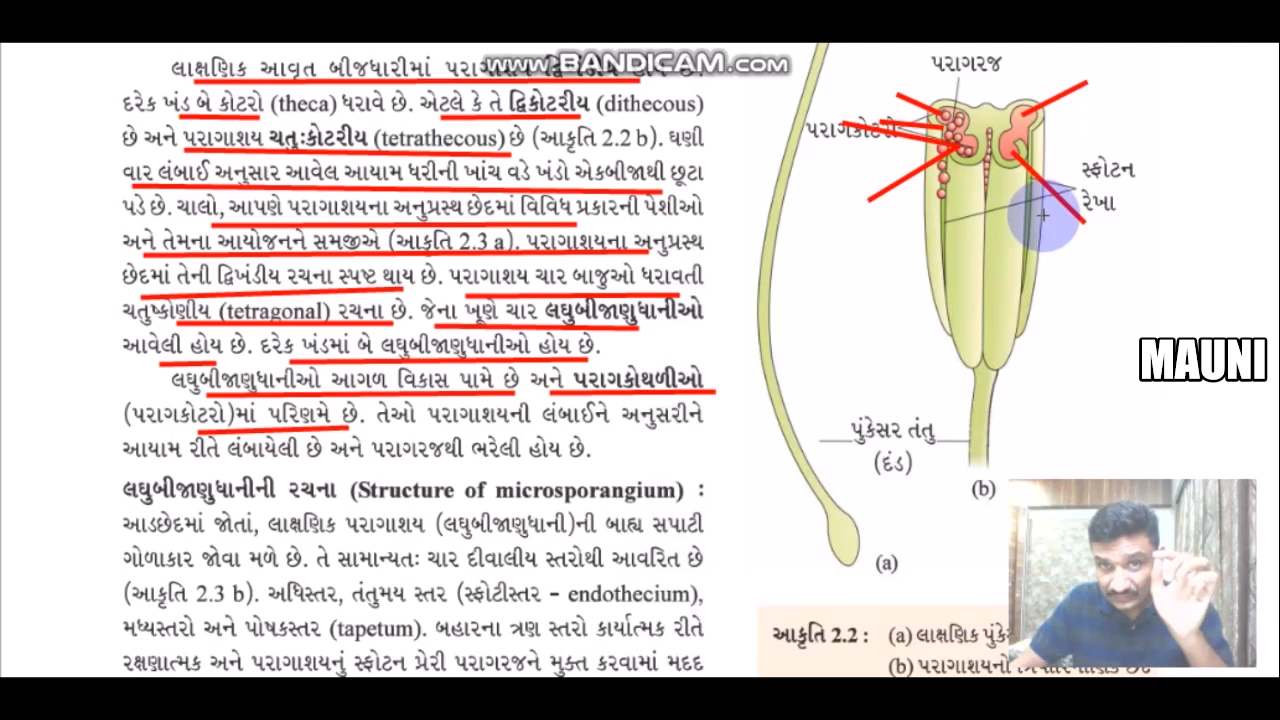 www.BANDICAM.com
લાક્ષણિક આવૃત બીજધારીમાં પરાગાશય
દરેક ખંડ બે કોટરો (theca) ધરાવે છે. એટલે કે તે દ્વિકોટરીય (dithecous)
છે અને પરાગાશય ચતુઃકોટરીય (tetrathecous) છે (આકૃતિ 2.2 b). ઘણી
વાર લંબાઈ અનુસાર આવેલ આયામ ધરીની ખાંચ વડે ખંડો એકબીજાથી છૂટા
પડે છે. ચાલો, આપણે પરાગાશયના અનુપ્રસ્થ છેદમાં વિવિધ પ્રકારની પેશીઓ
અને તેમના આયોજનને સમજીએ (આકૃતિ 2.3 a). પરાગાશયના અનુપ્રસ્થ
છેદમાં તેની દ્વિખંડીય રચના સ્પષ્ટ થાય છે. પરાગાશય ચાર બાજુઓ ધરાવતી
ચતુષ્કોણીય (tetragonal) રચના છે. જેના ખૂણે ચાર લઘુબીજાણુધાનીઓ
આવેલી હોય છે. દરેક ખંડમાં બે લઘુબીજાણુધાનીઓ હોય છે.
લઘુબીજાણુધાનીઓ આગળ વિકાસ પામે છે અને પરાગકોથળીઓ
(પરાગકોટરો)માં પરિણમે છે. તેઓ પરાગાશયની લંબાઈને અનુસરીને
આયામ રીતે લંબાયેલી છે અને પરાગરજથી ભરેલી હોય છે.
લઘુબીજાણુધાનીની રચના (Structure of microsporangium) :
આડછેદમાં જોતાં, લાક્ષણિક પરાગાશય (લઘુબીજાણુધાની)ની બાહ્ય સપાટી
ગોળાકાર જોવા મળે છે. તે સામાન્યતઃ ચાર દીવાલીય સ્તરોથી આવરિત છે
(આકૃતિ 2.3 b). અધિસ્તર, તંતુમય સ્તર (સ્ફોટીસ્તર – endothecium),
મધ્યસ્તરો અને પોષકસ્તર (tapetum). બહારના ત્રણ સ્તરો કાર્યાત્મક રીતે
રક્ષણાત્મક અને પરાગાશયનું સ્ફોટન પ્રેરી પરાગરજને મુક્ત કરવામાં મદદ
પરાગરજ
પરાગકોટરો
સ્ફોટન
રેખા
પુંકેસર તંતુ
(દંડ)
(b)
(a)
MAUNI
આકૃતિ 2.2 : (a) લાક્ષણિક
(b) પરાગાશયનો